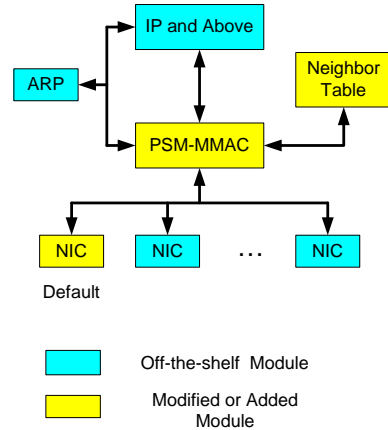 IP and Above
ARP
Neighbor
Table
PSM-MMAC
NIC NIC ... NIC
Default
Off-the-shelf Module
Modified or Added
Module